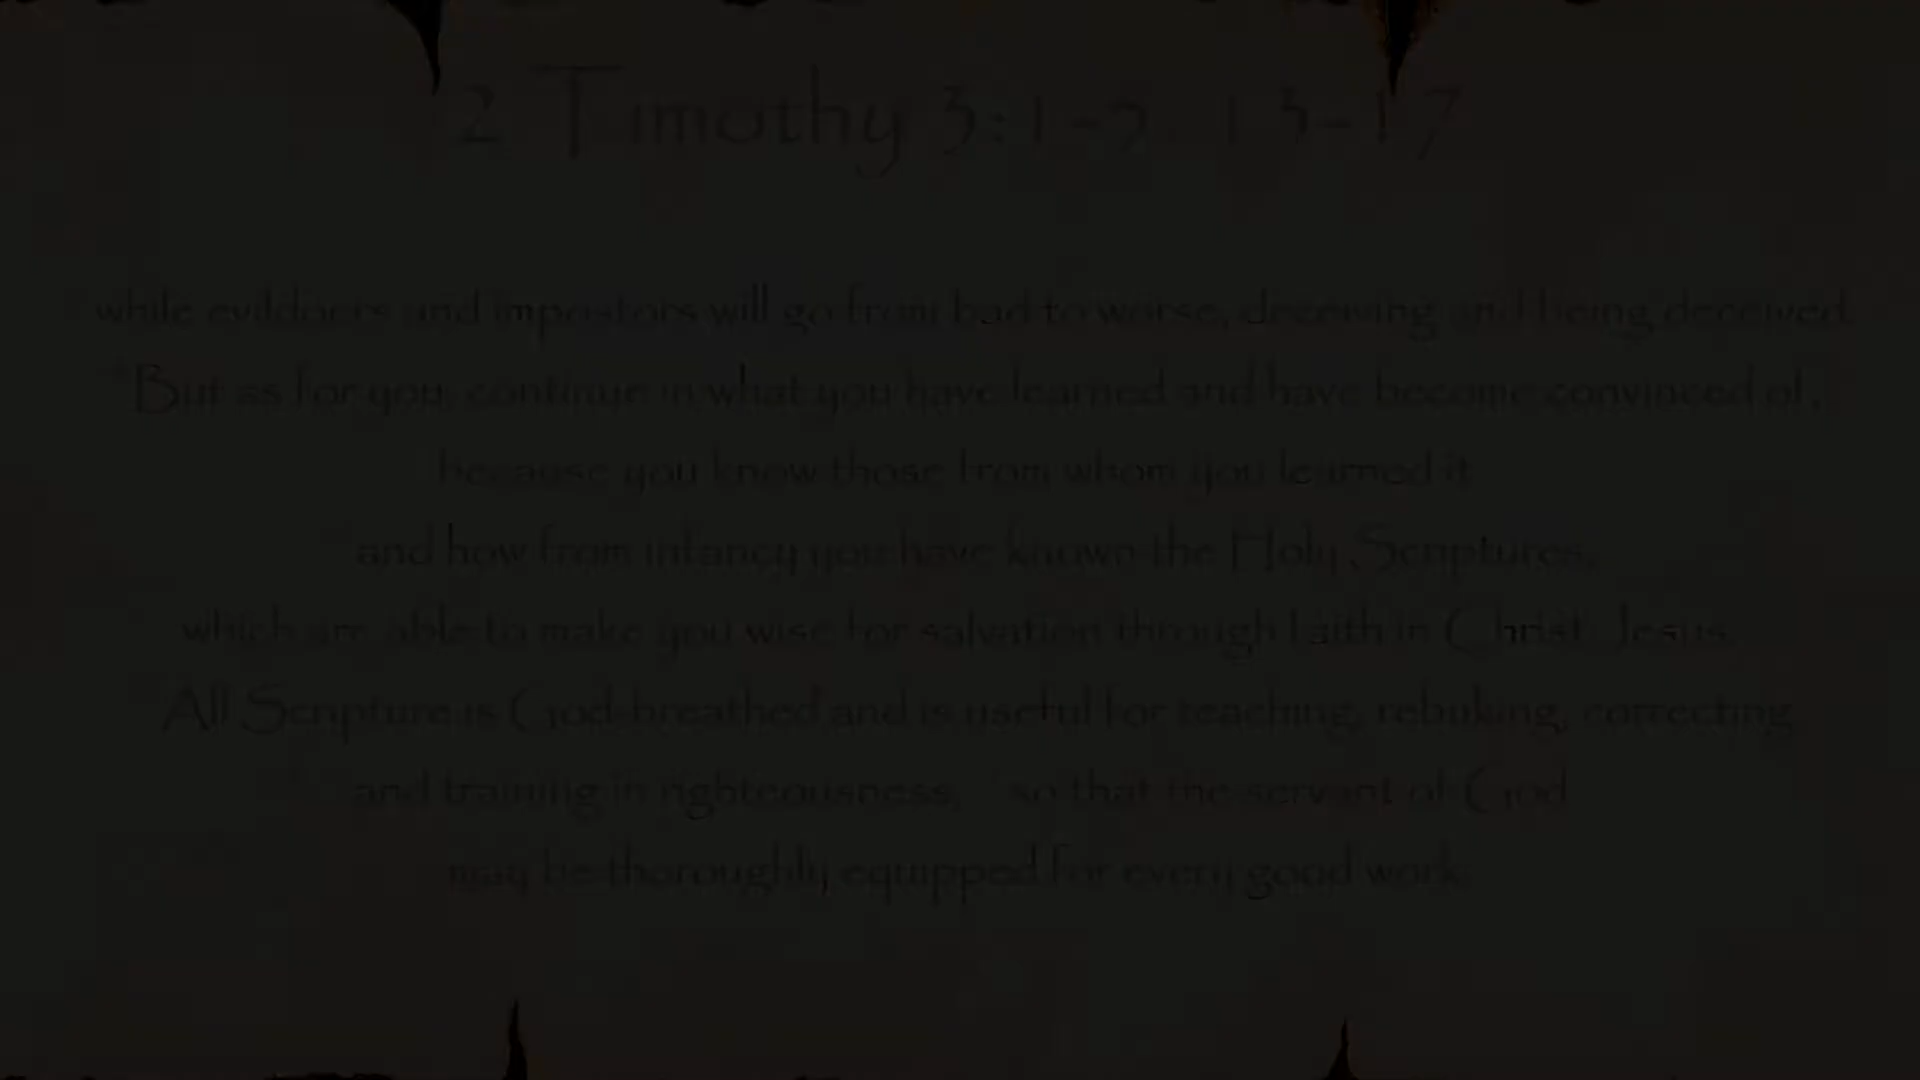 2 Timothy 3:1-5, 13-17
while evildoers and impostors will go from bad to worse, deceiving and being deceived.
But as for you, continue in what you have learned and have become convinced of,
because you know those from whom you learned it
and how from infancy you have known the Holy Scriptures,
which are able to make you wise for salvation through faith in Christ Jesus.
All Scripture is God-breathed and is useful for teaching, rebuking, correcting
and training in righteousness, so that the servant of God
may be thoroughly equipped for every good work.